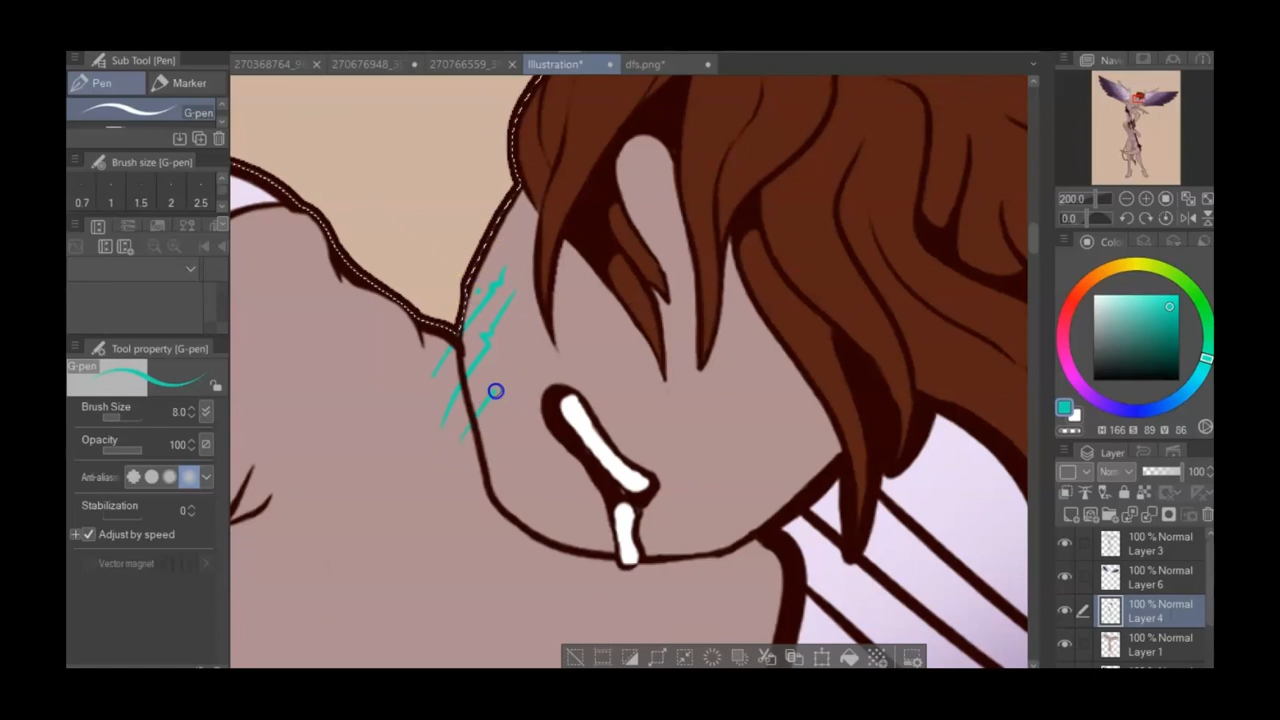 Sub Tool [Pen]
Pen
Marker
G-pen
Brush size [G-pen]
0.7 1 1.5 2 2.5
Tool property [G-pen]
G-pen
Brush Size 8.0
Opacity 100
Anti-alias
Stabilization 0
Adjust by speed
Vector magnet
270676948_3
270766559_3
Illustration*
dfs.png*
Nav
200.0
0.0
Colo
H 166 S 89 V 86
Layer
Norm 100
100 % Normal
Layer 3
100 % Normal
Layer 6
100 % Normal
Layer 4
100 % Normal
Layer 1